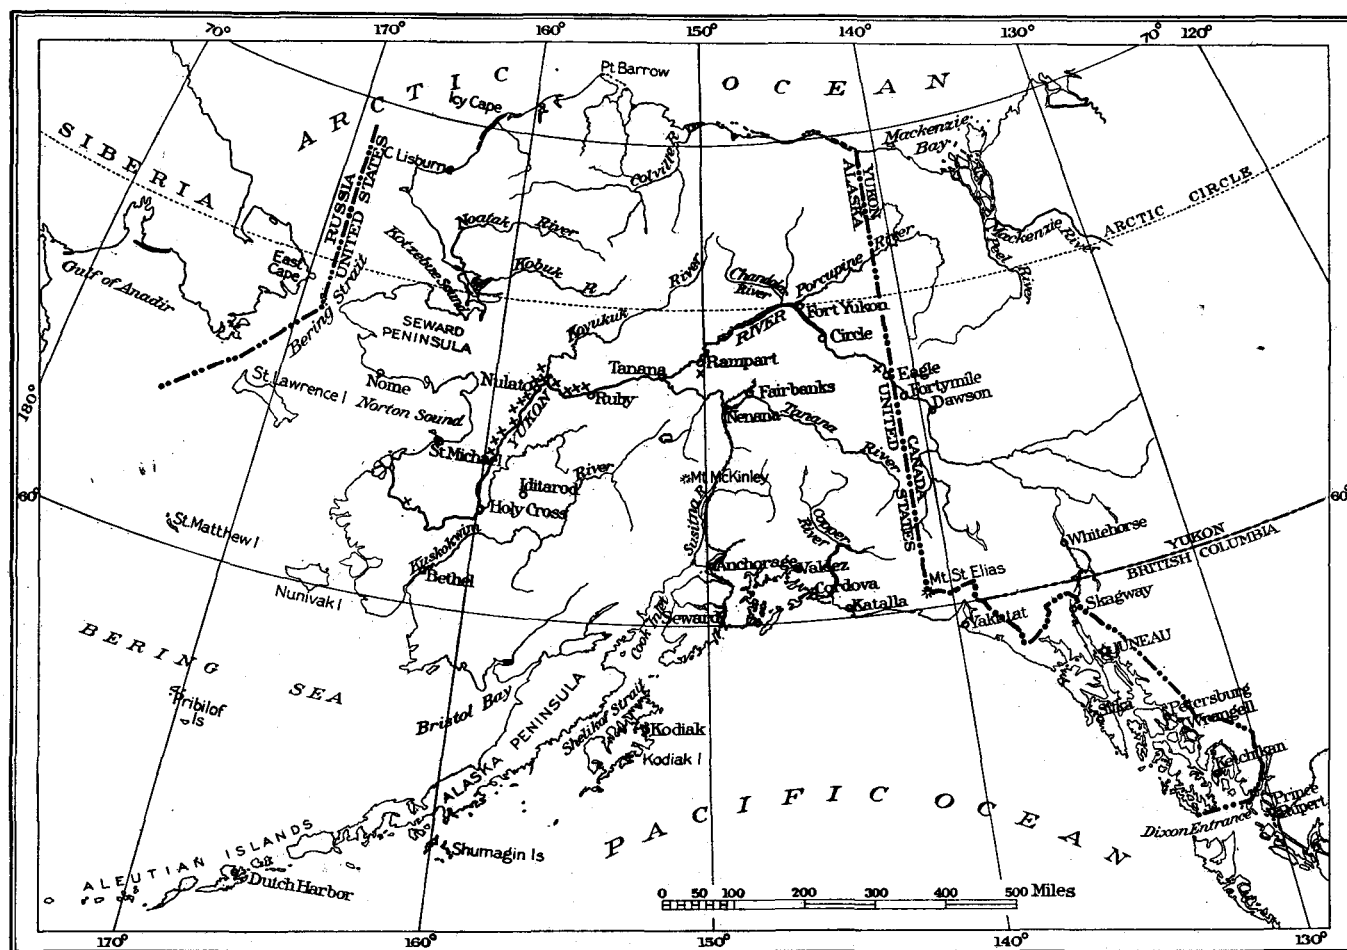 70°
170°
160°
150°
140°
130°
70°
120°
ARCTIC OCEAN
Pt Barrow
Icy Cape
SIBERIA
C Lisburne
Colville R
Mackenzie Bay
RUSSIA
UNITED STATES
YUKON
ALASKA
ARCTIC CIRCLE
Noatak River
Kotzebue Sound
Kobuk R
Mackenzie River
Peel River
East Cape
Gulf of Anadir
Bering Strait
SEWARD PENINSULA
Koyukuk River
Chandlar River
Porcupine River
Fort Yukon
RIVER
Circle
Rampart
Tanana
Nulato
Ruby
YUKON
Nome
St. Lawrence I
Norton Sound
Eagle
Fortymile
Dawson
Fairbanks
Nenana
Tanana River
UNITED STATES
CANADA
180°
St. Michael
Iditarod
River
Holy Cross
Mt. McKinley
Susitna R
Copper River
60°
60°
St. Matthew I
Kuskokwim
Bethel
Nunivak I
Anchorage
Valdez
Cordova
Katalla
Seward
Cook Inlet
Mt. St Elias
Whitehorse
YUKON
BRITISH COLUMBIA
Yakutat
Skagway
JUNEAU
Sitka
Petersburg
Wrangell
Ketchikan
Prince Rupert
Dixon Entrance
BERING SEA
Pribilof Is
Bristol Bay
ALASKA PENINSULA
Shelikof Strait
Kodiak
Kodiak I
Shumagin Is
ALEUTIAN ISLANDS
Dutch Harbor
PACIFIC OCEAN
0 50 100 200 300 400 500 Miles
170°
160°
150°
140°
130°